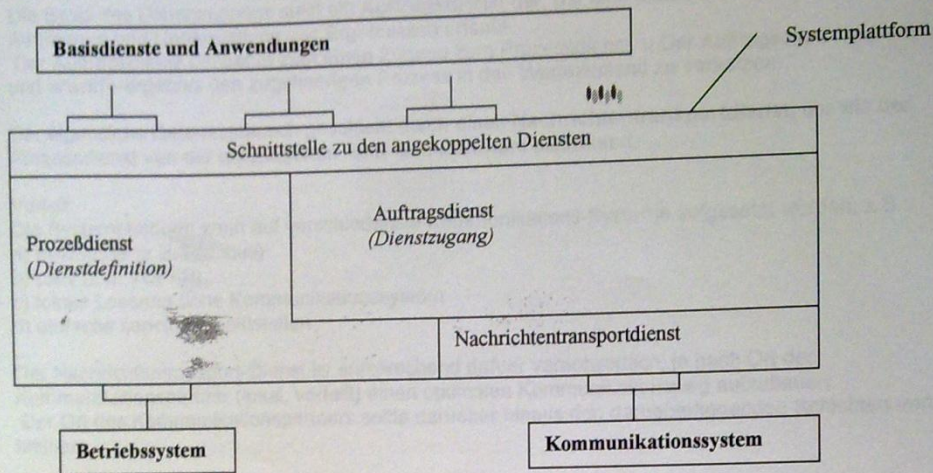 Basisdienste und Anwendungen
Systemplattform
Schnittstelle zu den angekoppelten Diensten
Auftragsdienst
(Dienstzugang)
Prozeßdienst
(Dienstdefinition)
Nachrichtentransportdienst
Betriebssystem
Kommunikationssystem